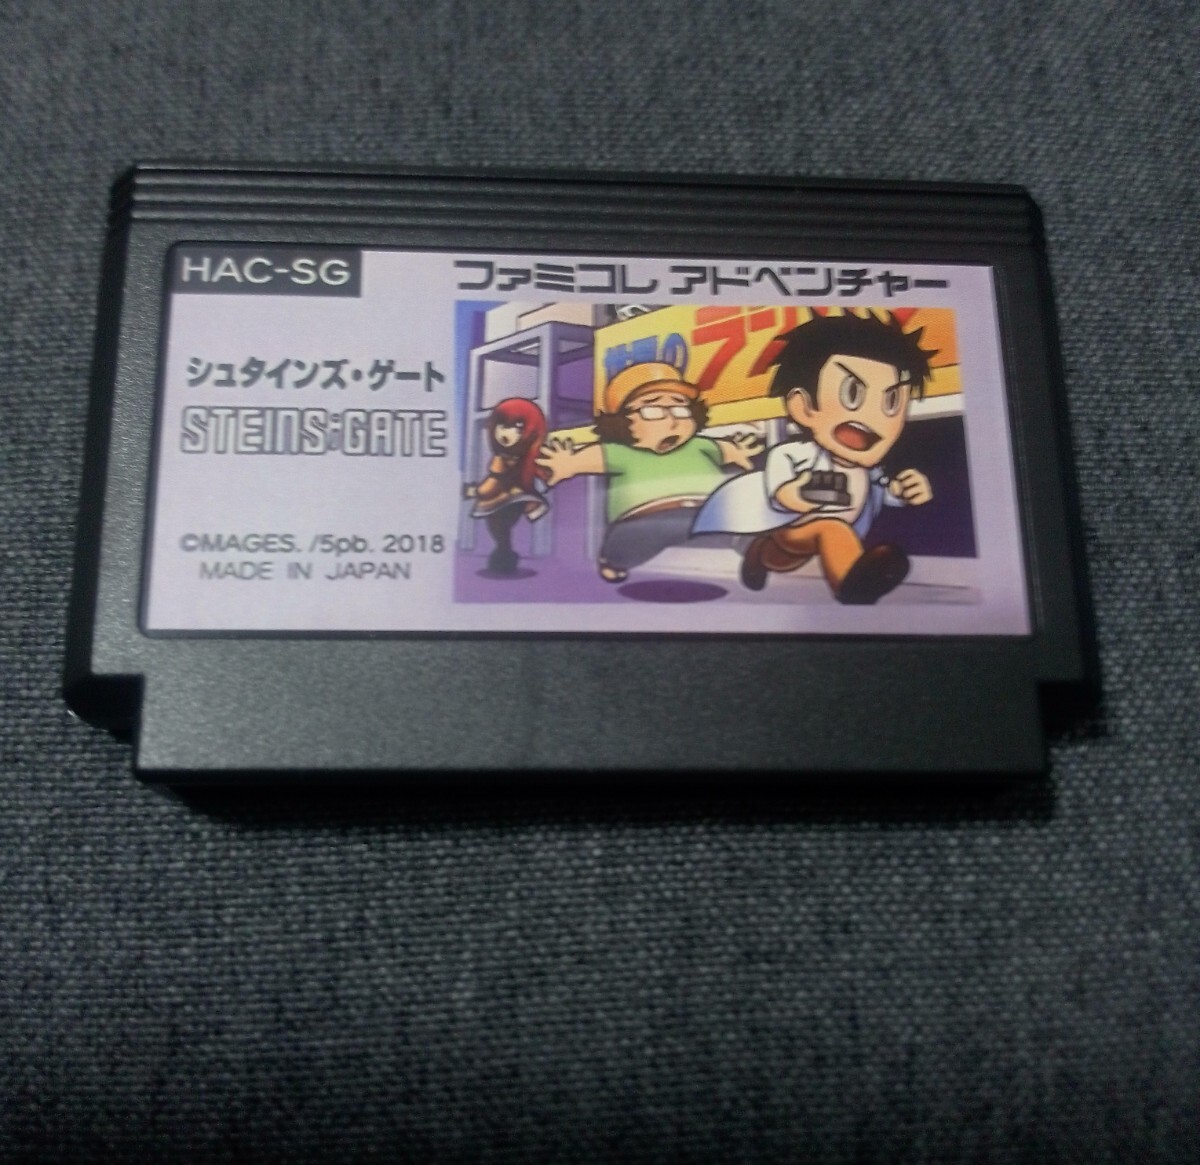 HAC-SG
ファミコレ アドベンチャー
シュタインズ・ゲート
STEINS;GATE
©MAGES. /5pb. 2018
MADE IN JAPAN